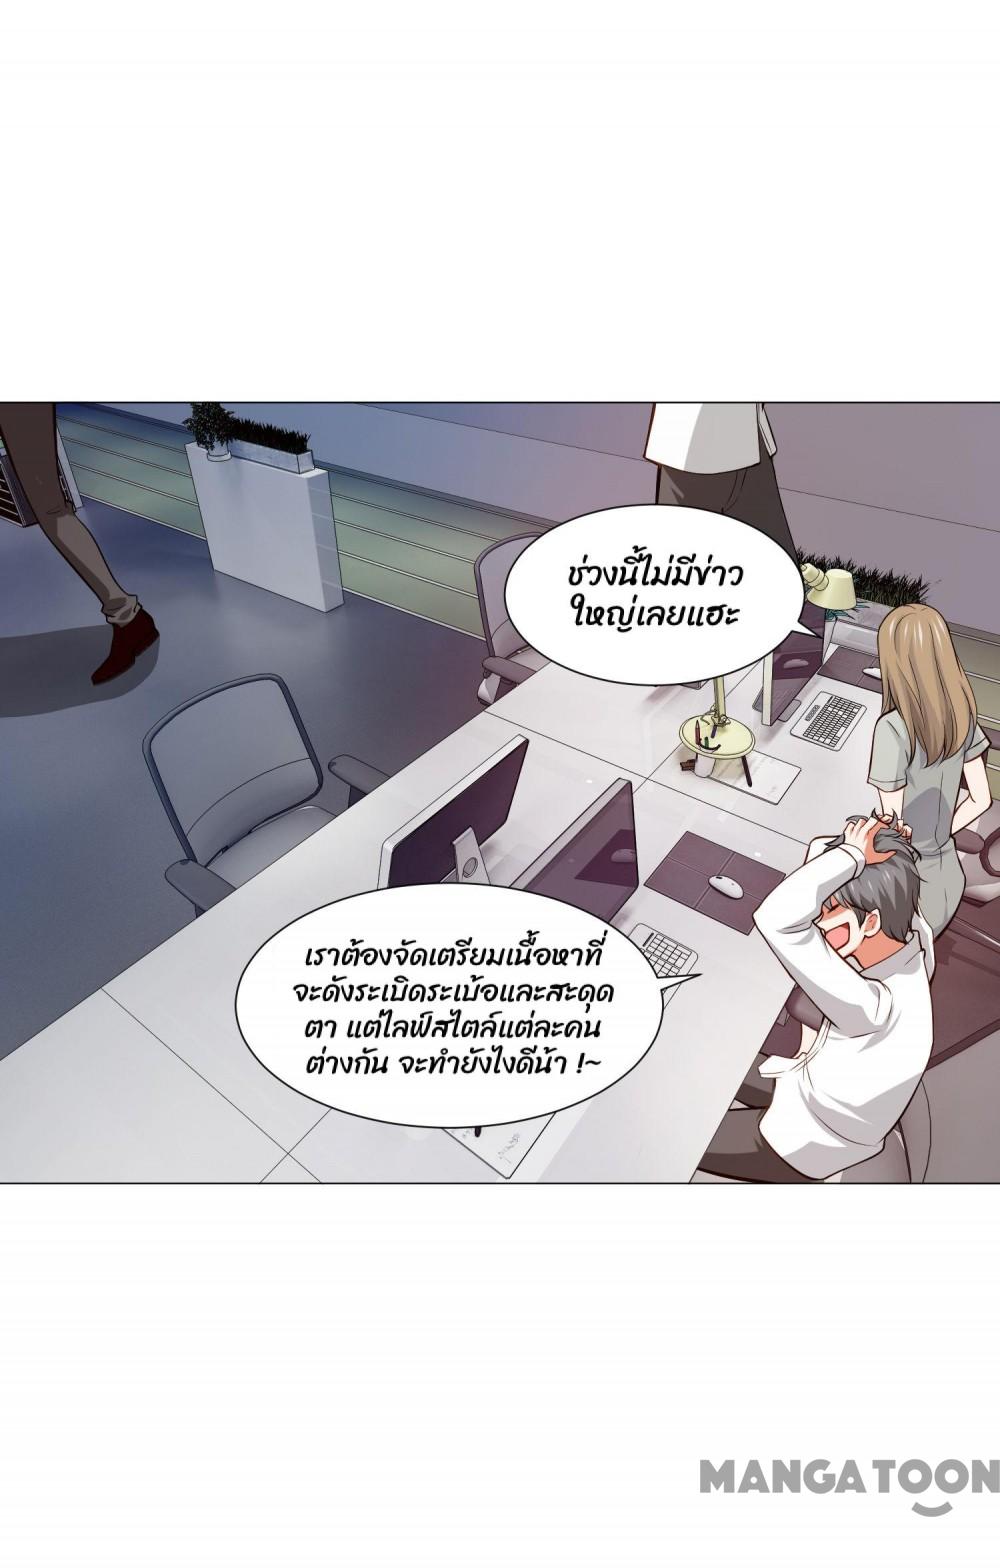 ช่วงนี้ไม่มีข่าว
ใหญ่เลยแฮะ
เราต้องจัดเตรียมเนื้อหาที่
จะดังระเบิดระเบ้อและสะดุด
ตา แต่ไลฟ์สไตล์แต่ละคน
ต่างกัน จะทำยังไงดีน้า !~
MANGATOON